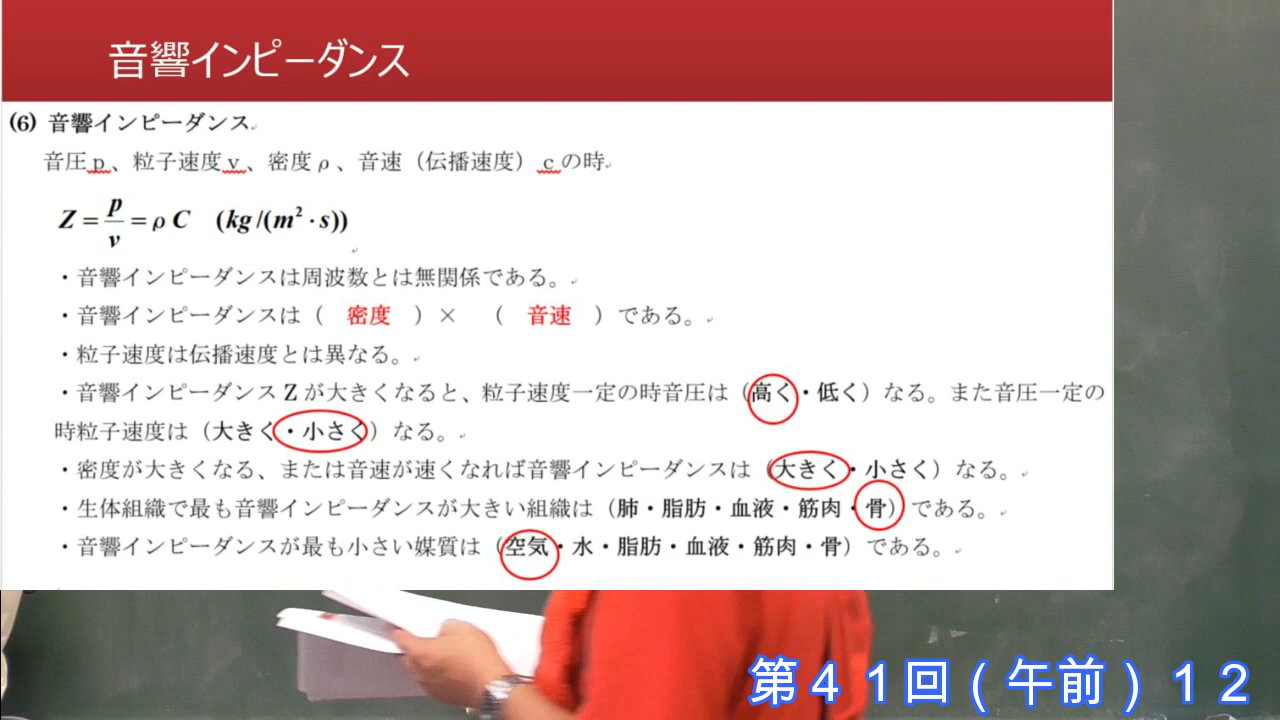 音響インピーダンス
(6) 音響インピーダンス
音圧p、粒子速度v、密度ρ、音速（伝播速度）cの時
Z = p/v = ρ C (kg/(m²・s))
・音響インピーダンスは周波数とは無関係である。
・音響インピーダンスは（ 密度 ）× （ 音速 ）である。
・粒子速度は伝播速度とは異なる。
・音響インピーダンスZが大きくなると、粒子速度一定の時音圧は（高く・低く）なる。また音圧一定の
時粒子速度は（大きく・小さく）なる。
・密度が大きくなる、または音速が速くなれば音響インピーダンスは（大きく・小さく）なる。
・生体組織で最も音響インピーダンスが大きい組織は（肺・脂肪・血液・筋肉・骨）である。
・音響インピーダンスが最も小さい媒質は（空気・水・脂肪・血液・筋肉・骨）である。
第４１回（午前）１２